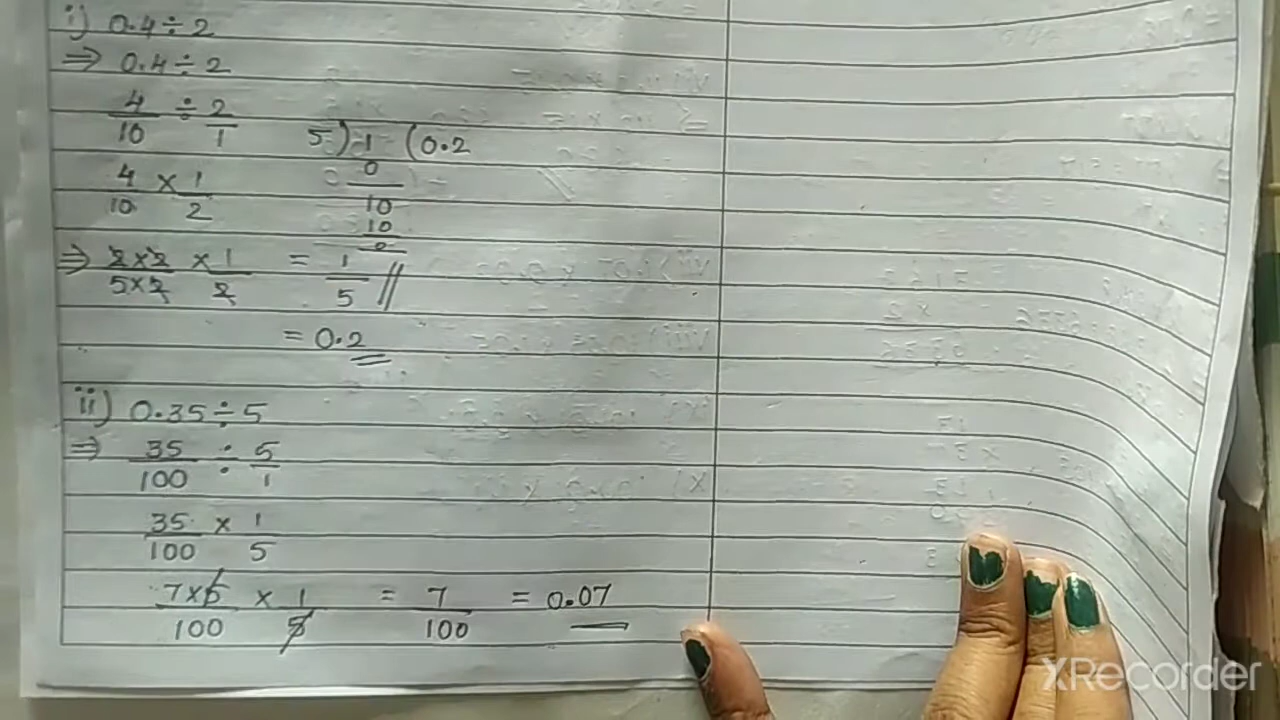 i) 0.4÷2
⇒ 0.4÷2
4/10 ÷ 2/1
5) 1 (0.2
0
10
10
0
4/10 × 1/2
⇒ 2×2/5×2 × 1/2 = 1/5 //
= 0.2
ii) 0.35÷5
⇒ 35/100 ÷ 5/1
35/100 × 1/5
7×5/100 × 1/5 = 7/100 = 0.07
XRecorder